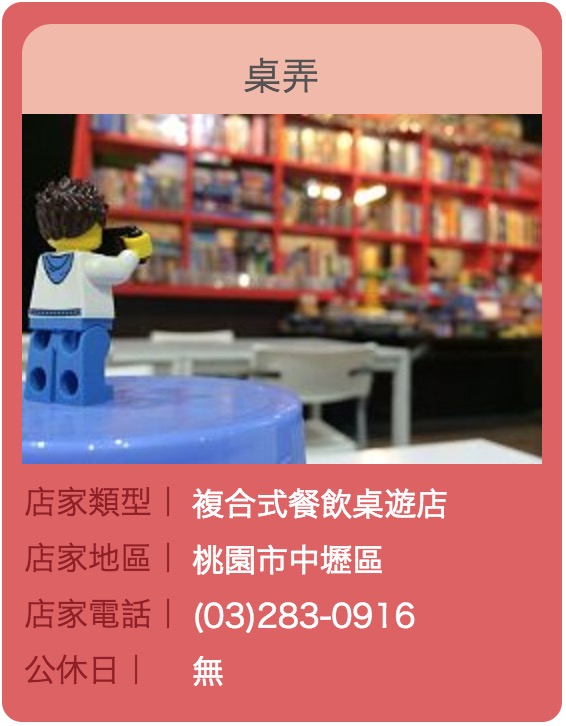 桌弄
店家類型｜ 複合式餐飲桌遊店
店家地區｜ 桃園市中壢區
店家電話｜ (03)283-0916
公休日｜ 無